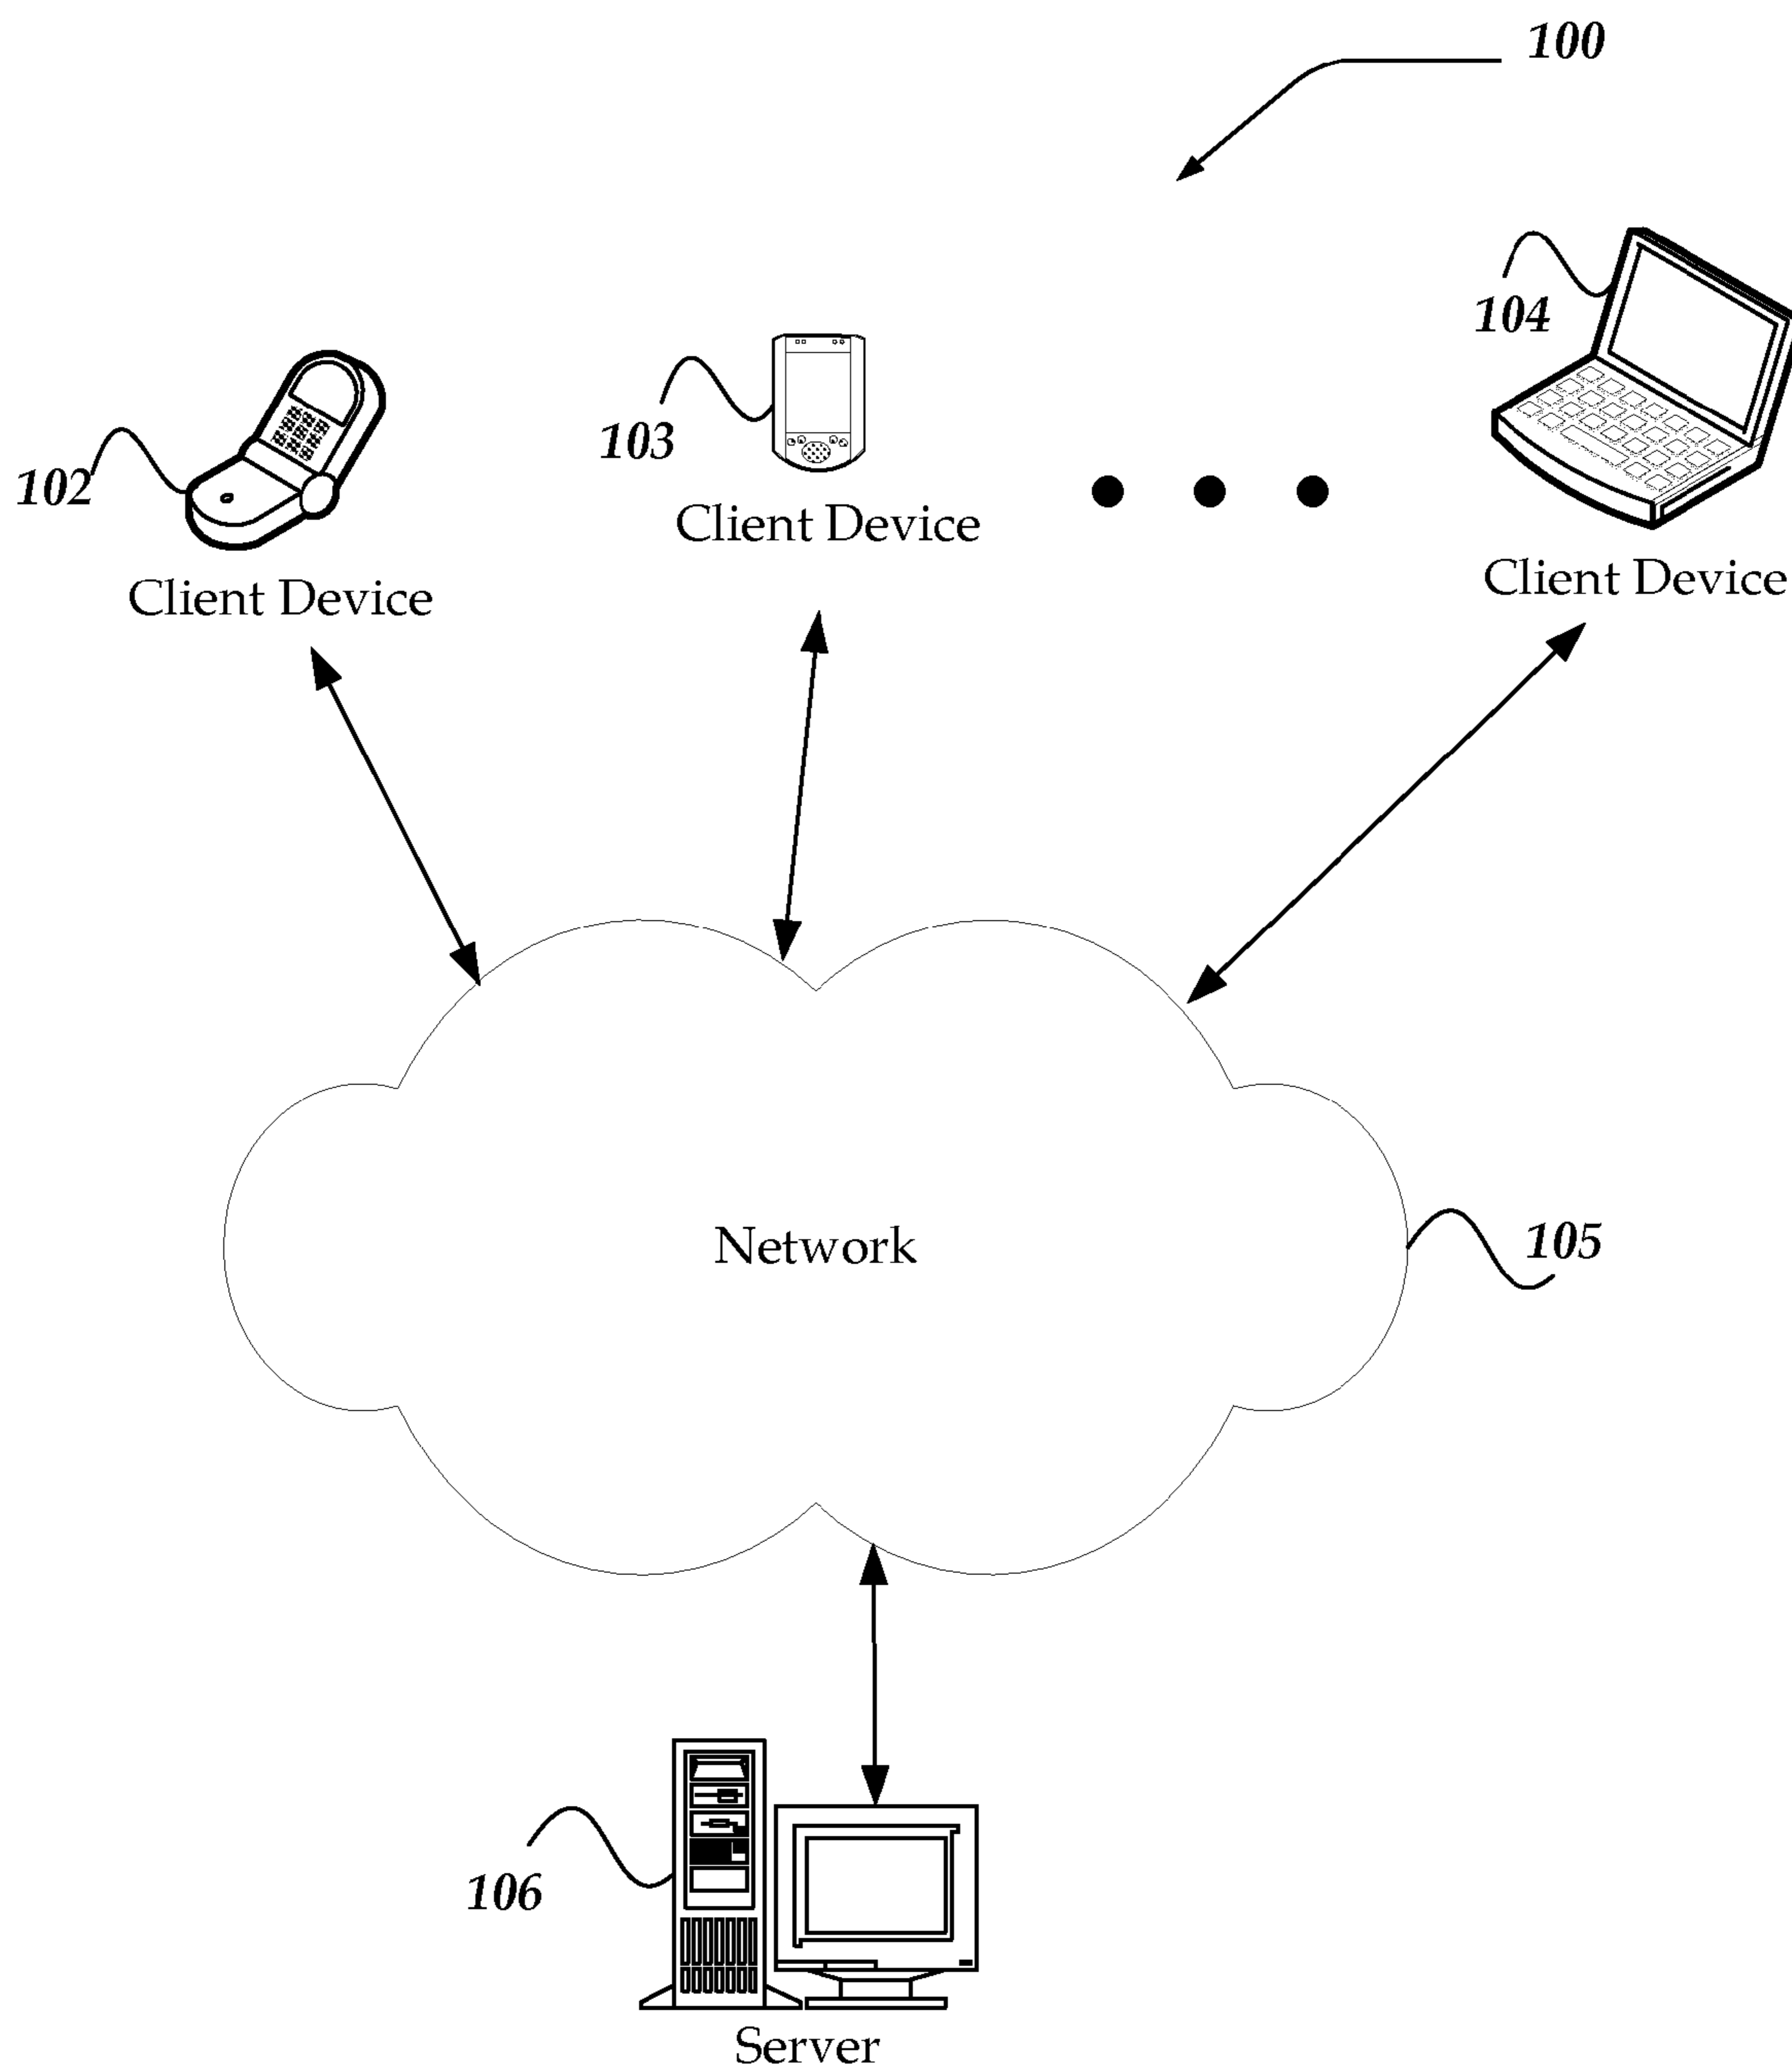 100
104
103
102
Client Device
Client Device
Client Device
Network
105
106
Server